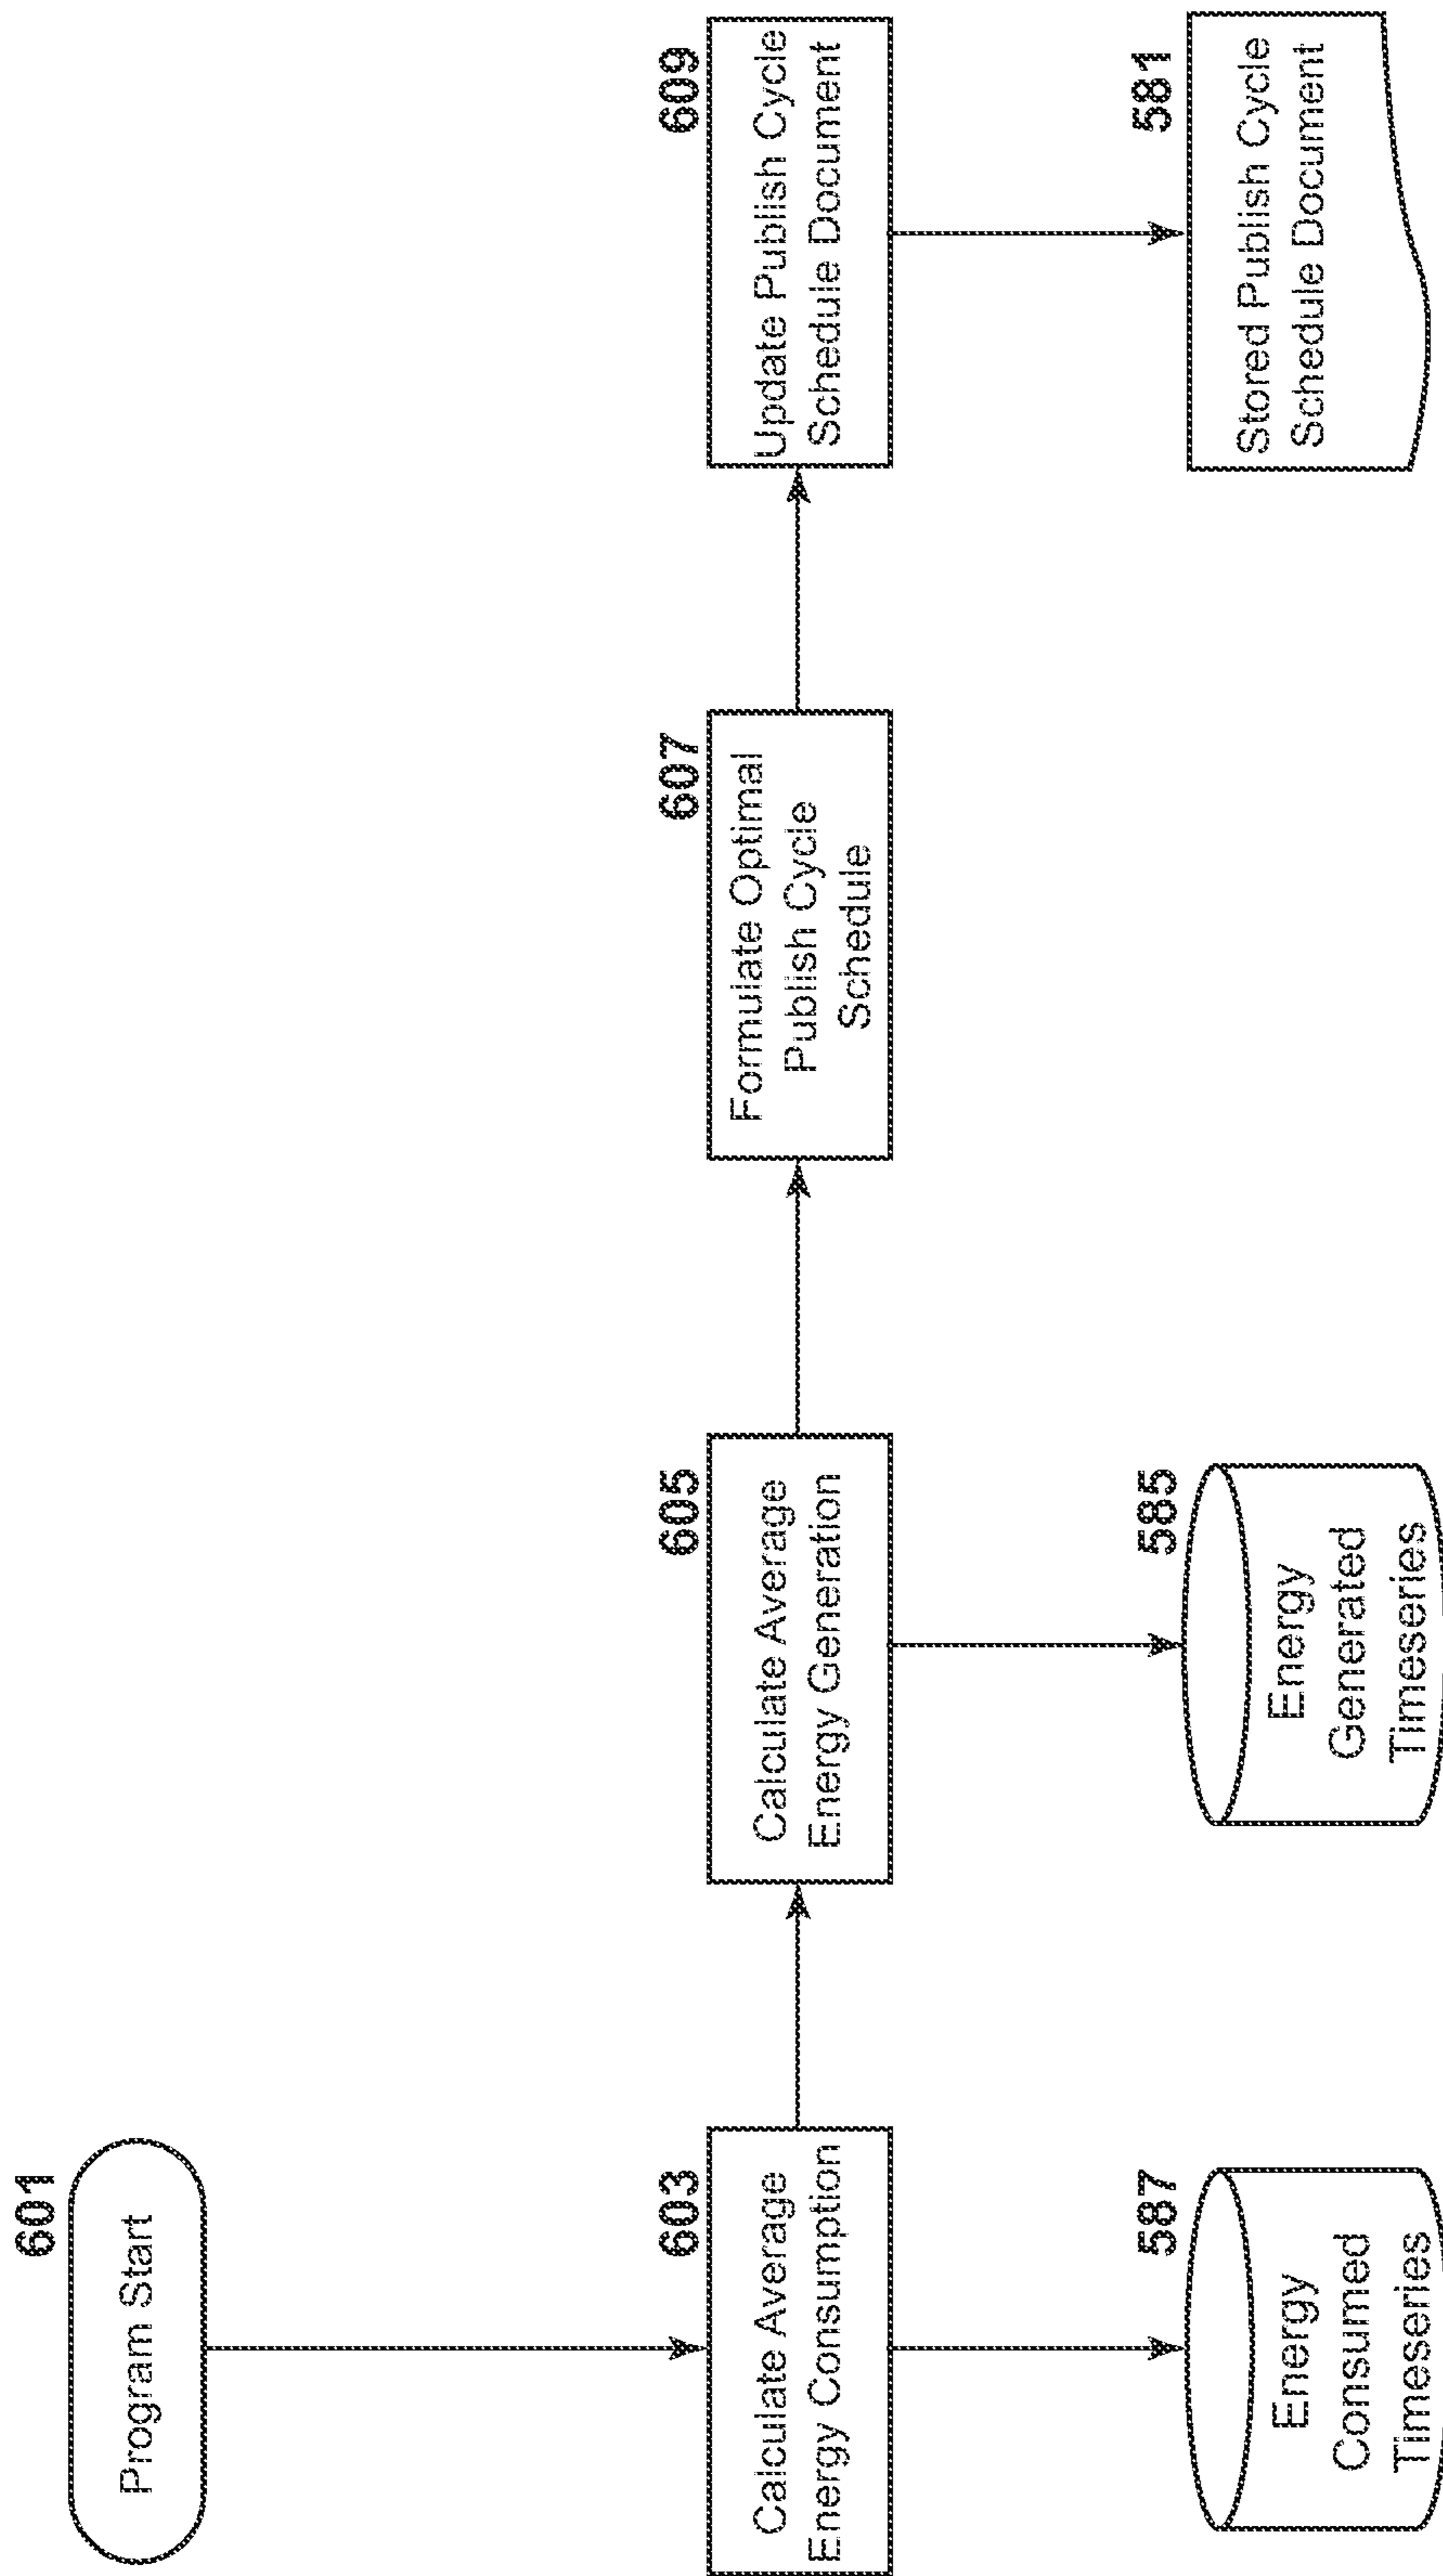 601
Program Start
603
Calculate Average
Energy Consumption
605
Calculate Average
Energy Generation
607
Formulate Optimal
Publish Cycle
Schedule
609
Update Publish Cycle
Schedule Document
587
Energy
Consumed
Timeseries
585
Energy
Generated
Timeseries
581
Stored Publish Cycle
Schedule Document